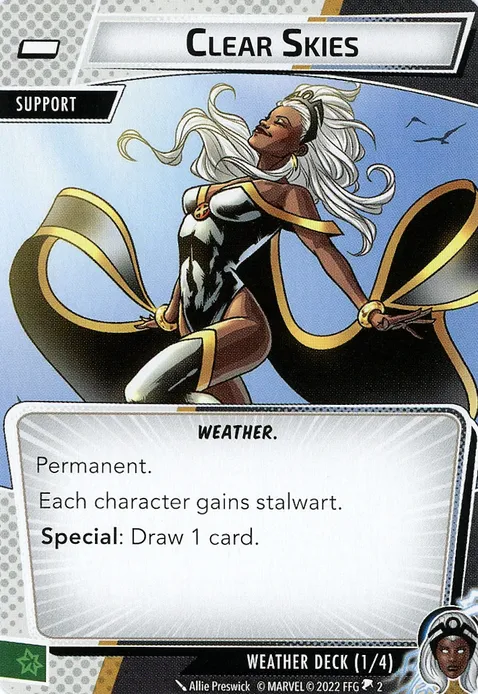 CLEAR SKIES
SUPPORT
WEATHER.
Permanent.
Each character gains stalwart.
Special: Draw 1 card.
WEATHER DECK (1/4)
Allie Preswick © MARVEL © 2022 FFG 2